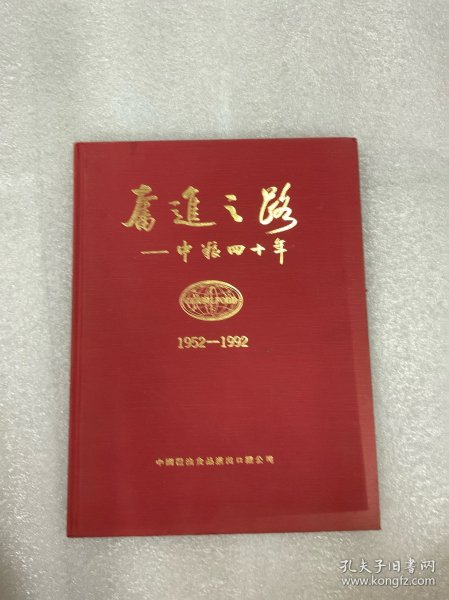 奮進之路
—中粮四十年
CEROILFOOD
1952—1992
中國糧油食品進出口總公司
孔夫子旧书网
www.kongfz.com